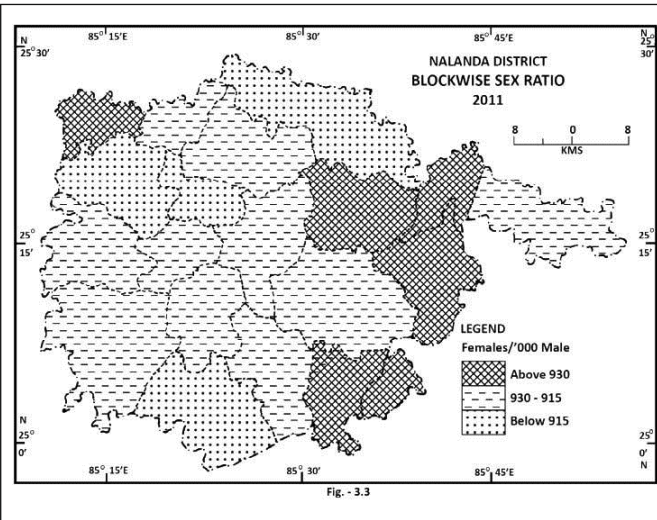 85°15'E 85°30' 85°45'E
N
25°30'
25
30'
N
NALANDA DISTRICT
BLOCKWISE SEX RATIO
2011
8 0 8
KMS
25°
15'
25°
15'
LEGEND
Females/'000 Male
Above 930
930 - 915
Below 915
N
25°
0'
25°
0'
N
85°15'E 85°30' 85°45'E
Fig. - 3.3